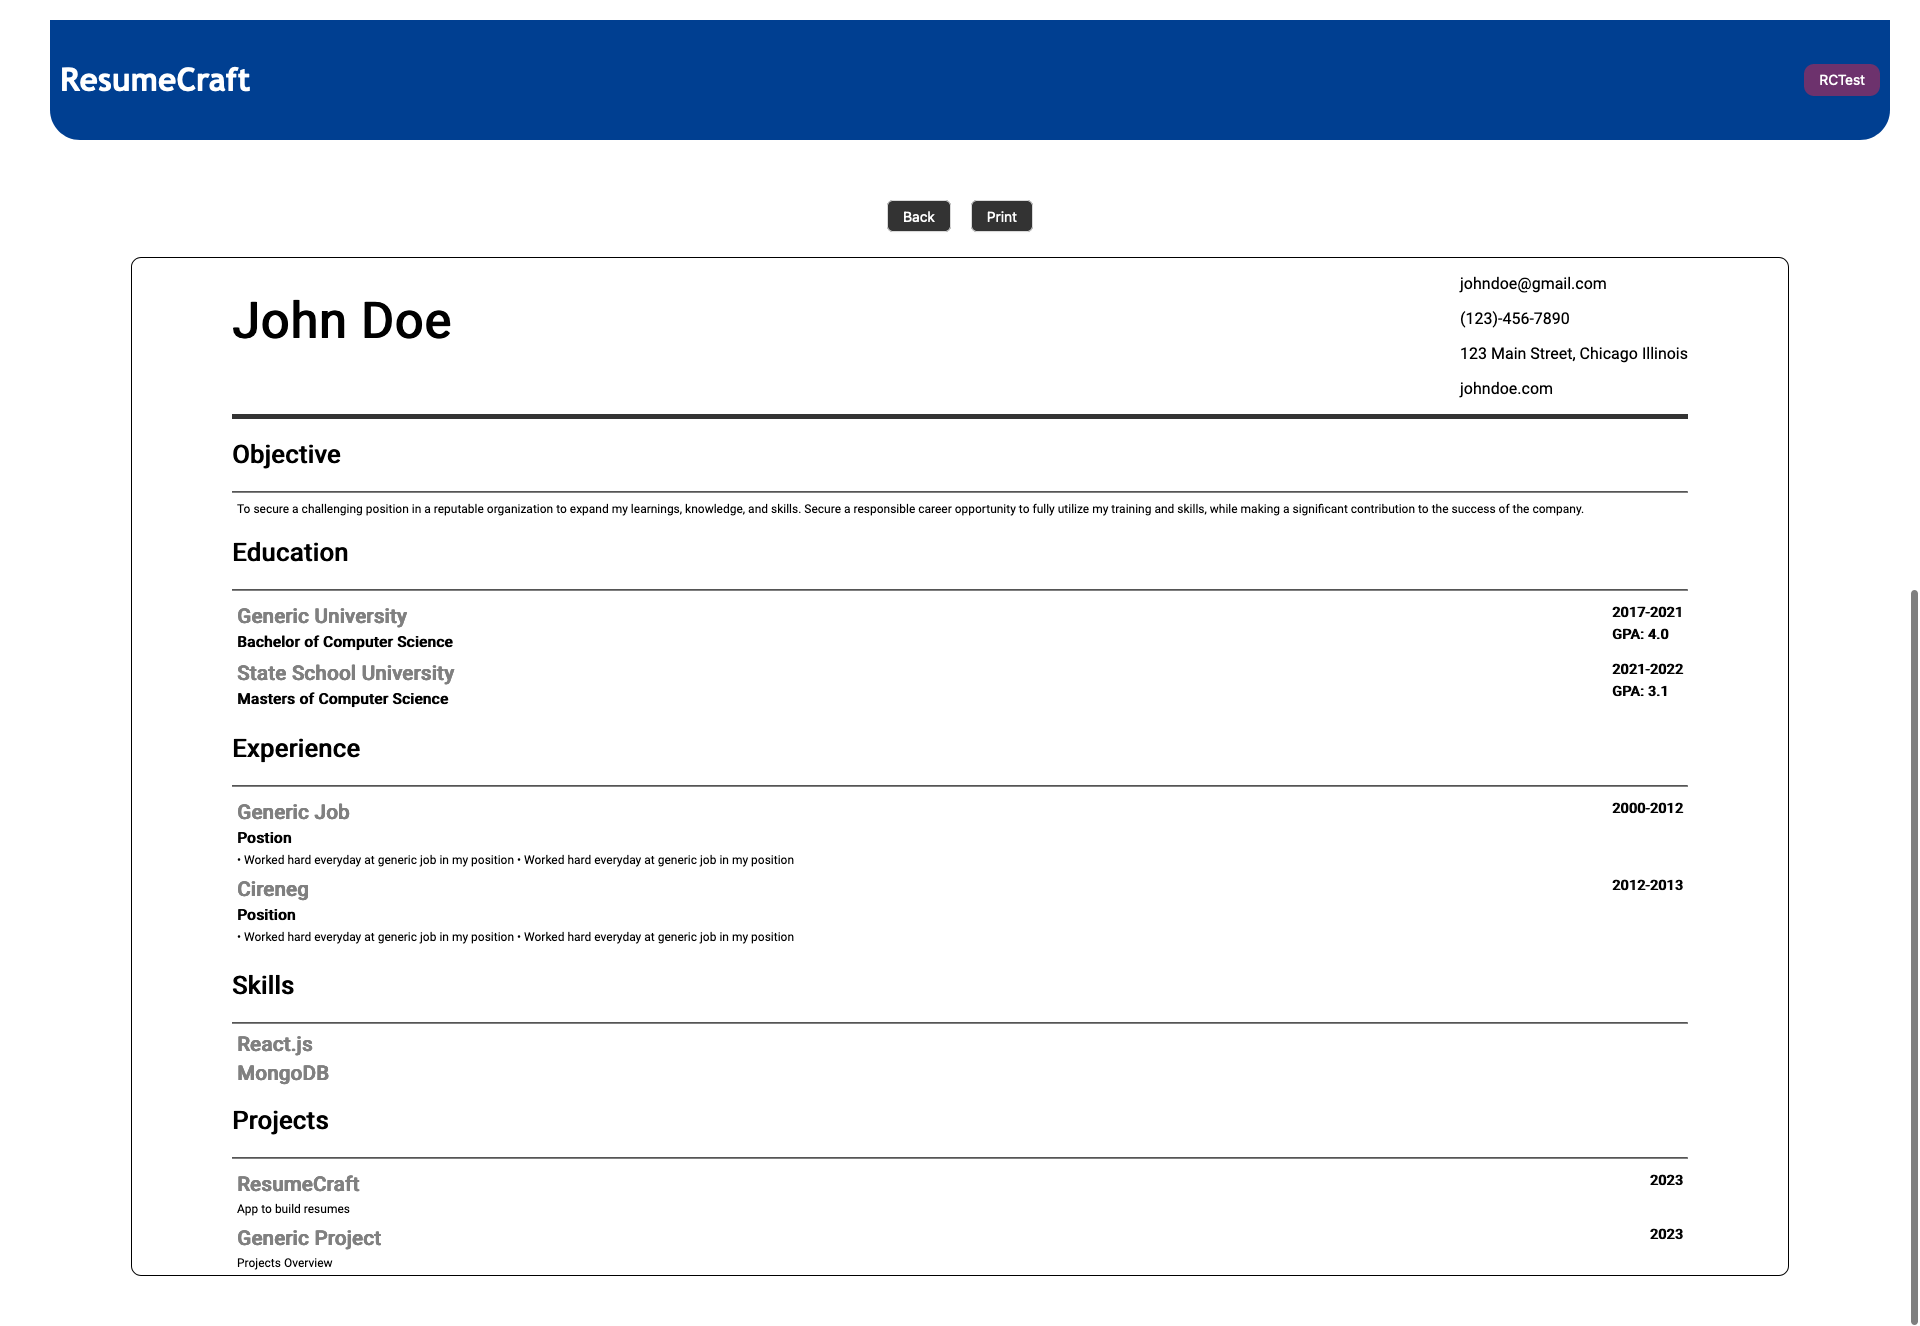 ResumeCraft
RCTest
Back
Print
John Doe
johndoe@gmail.com
(123)-456-7890
123 Main Street, Chicago Illinois
johndoe.com
Objective
To secure a challenging position in a reputable organization to expand my learnings, knowledge, and skills. Secure a responsible career opportunity to fully utilize my training and skills, while making a significant contribution to the success of the company.
Education
Generic University
2017-2021
Bachelor of Computer Science
GPA: 4.0
State School University
2021-2022
Masters of Computer Science
GPA: 3.1
Experience
Generic Job
2000-2012
Postion
• Worked hard everyday at generic job in my position • Worked hard everyday at generic job in my position
Cireneg
2012-2013
Position
• Worked hard everyday at generic job in my position • Worked hard everyday at generic job in my position
Skills
React.js
MongoDB
Projects
ResumeCraft
2023
App to build resumes
Generic Project
2023
Projects Overview